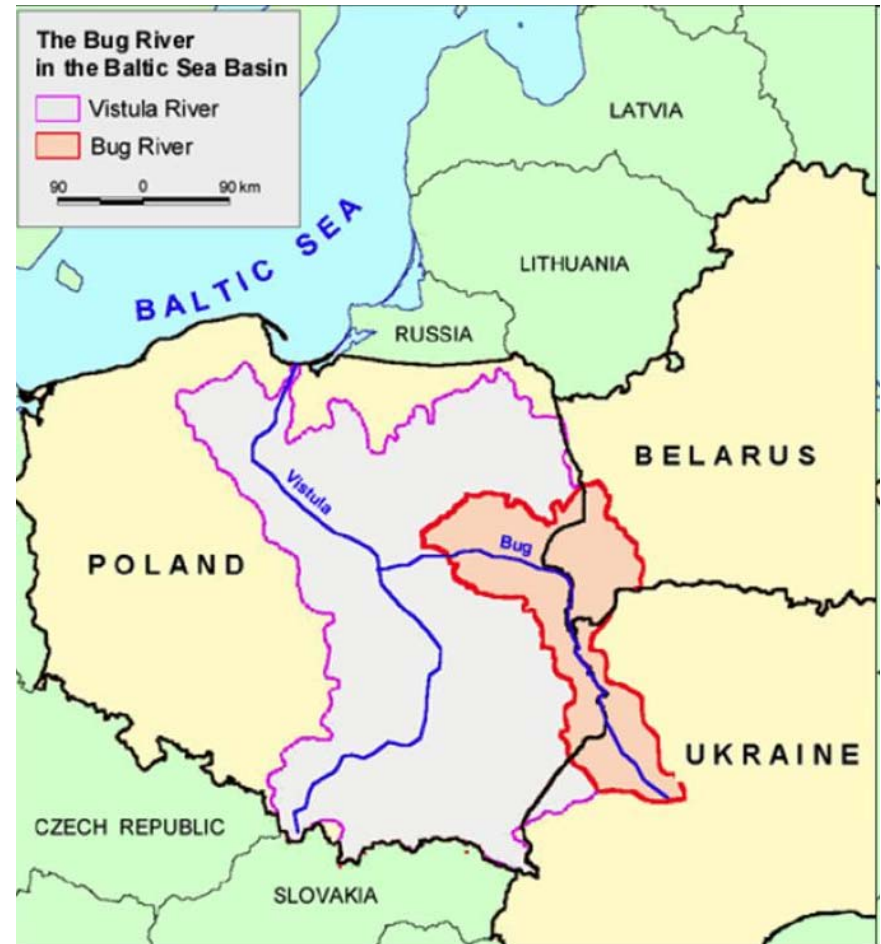 The Bug River
in the Baltic Sea Basin
Vistula River
Bug River
90 0 90 km
LATVIA
BALTIC SEA
LITHUANIA
RUSSIA
BELARUS
Vistula
Bug
POLAND
UKRAINE
CZECH REPUBLIC
SLOVAKIA